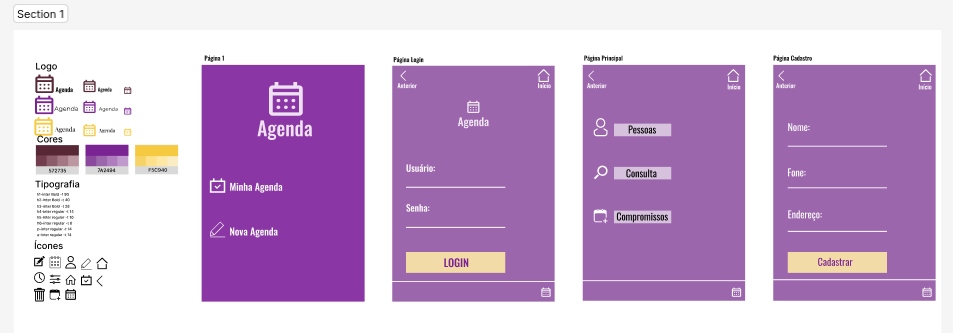 Section 1
Logo
Agenda
Agenda
Agenda
Agenda
Agenda
Agenda
Cores
572735
7A2494
F5C940
Tipografia
h1-inter Bold -t 50
h2-inter Bold -t 40
h3-inter Bold -t 28
h4-inter regular -t 15
h5-inter regular -t 10
h6-inter regular -t 8
p-inter regular -t 14
a-inter regular -t 14
Ícones
Página 1
Agenda
Minha Agenda
Nova Agenda
Página Login
Anterior
Início
Agenda
Usuário:
Senha:
LOGIN
Página Principal
Anterior
Início
Pessoas
Consulta
Compromissos
Página Cadastro
Anterior
Início
Nome:
Fone:
Endereço:
Cadastrar